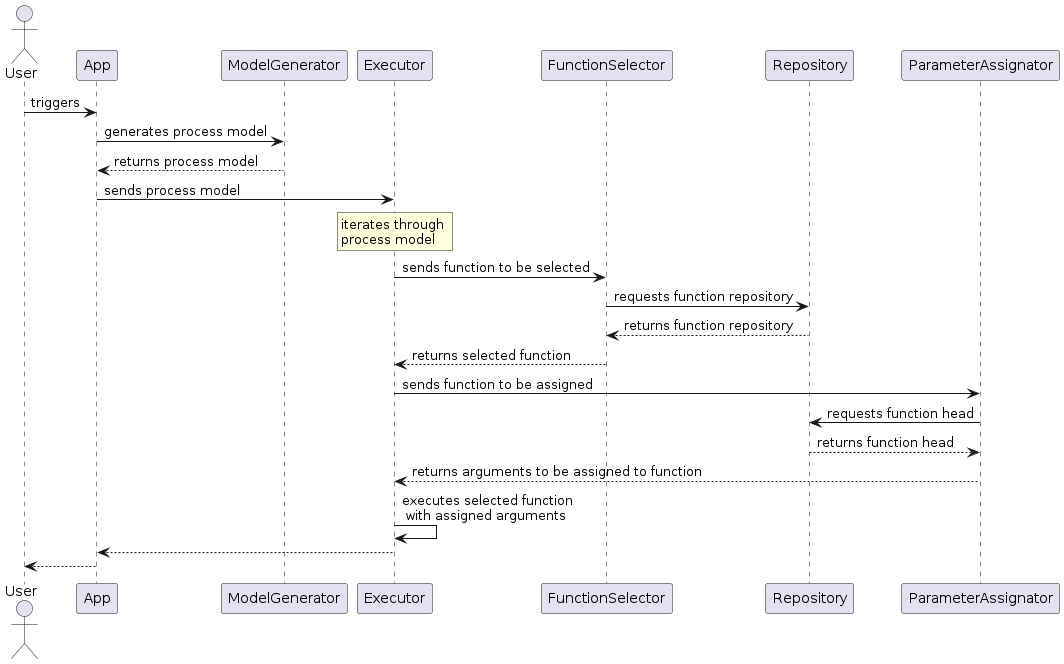 User
App
ModelGenerator
Executor
FunctionSelector
Repository
ParameterAssignator
triggers
generates process model
returns process model
sends process model
iterates through
process model
sends function to be selected
requests function repository
returns function repository
returns selected function
sends function to be assigned
requests function head
returns function head
returns arguments to be assigned to function
executes selected function
with assigned arguments
User
App
ModelGenerator
Executor
FunctionSelector
Repository
ParameterAssignator